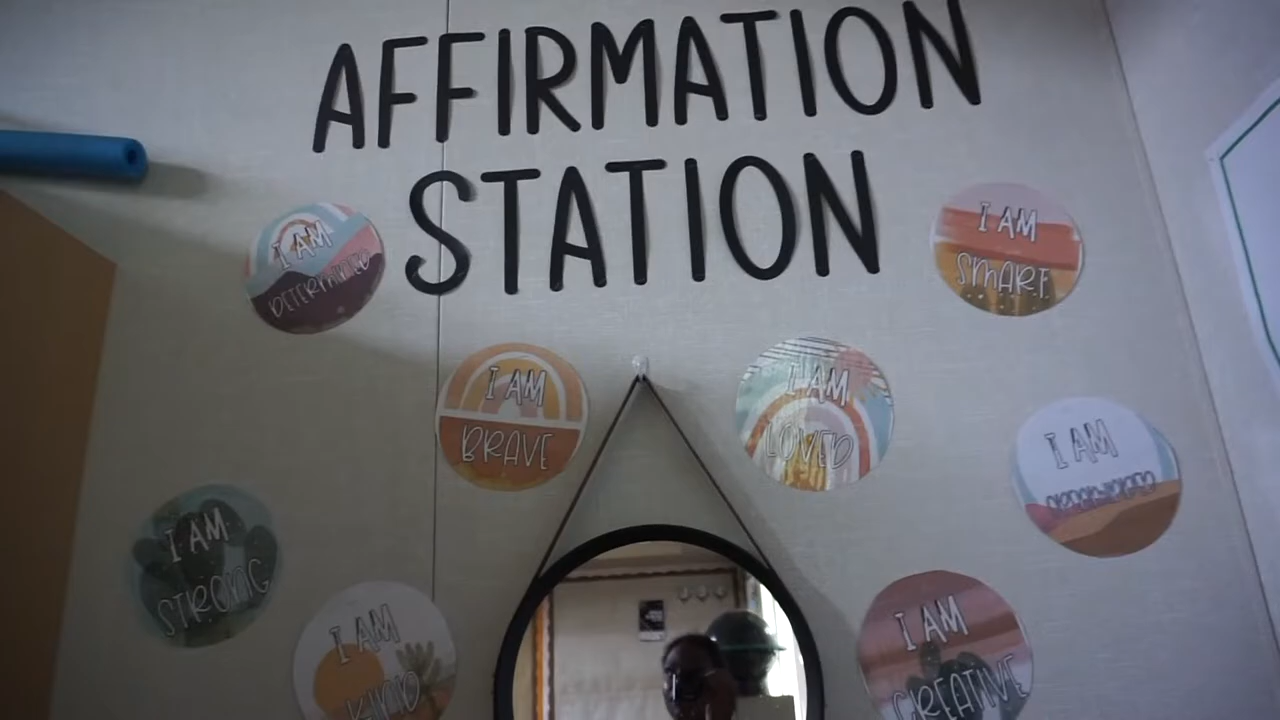 AFFIRMATION
STATION
I AM
DETERMINED
I AM
SMART
I AM
BRAVE
I AM
LOVED
I AM
I AM
STRONG
I AM
KIND
I AM
CREATIVE